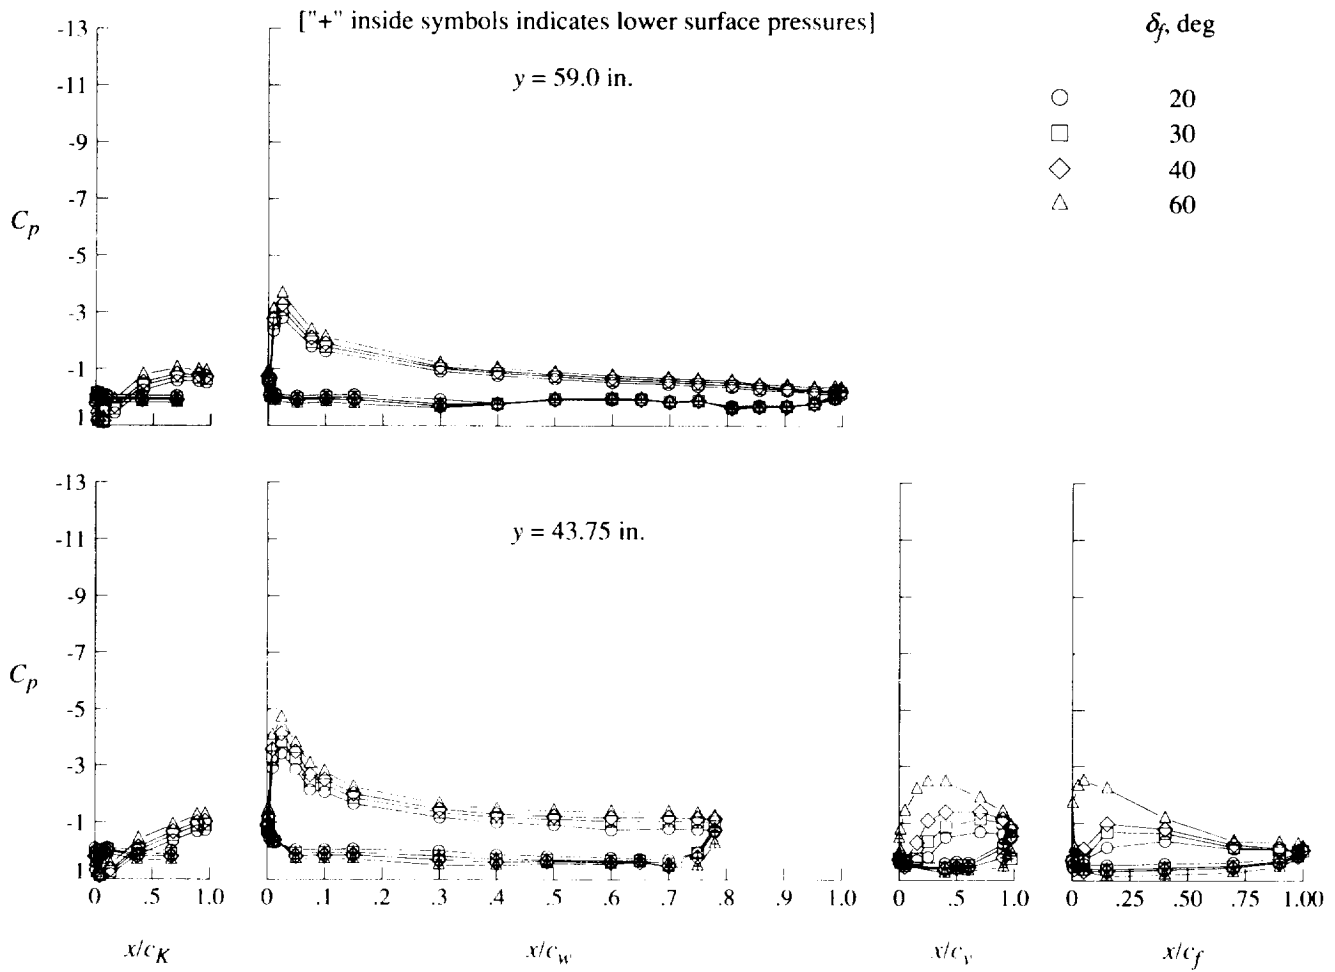 ["+" inside symbols indicates lower surface pressures]
δf, deg
y = 59.0 in.
20
30
40
60
-13
-11
-9
-7
-5
-3
-1
1
Cp
y = 43.75 in.
-13
-11
-9
-7
-5
-3
-1
1
Cp
0 .5 1.0
0 .1 .2 .3 .4 .5 .6 .7 .8 .9 1.0
0 .5 1.0
0 .25 .50 .75 1.00
x/cK
x/cw
x/cv
x/cf